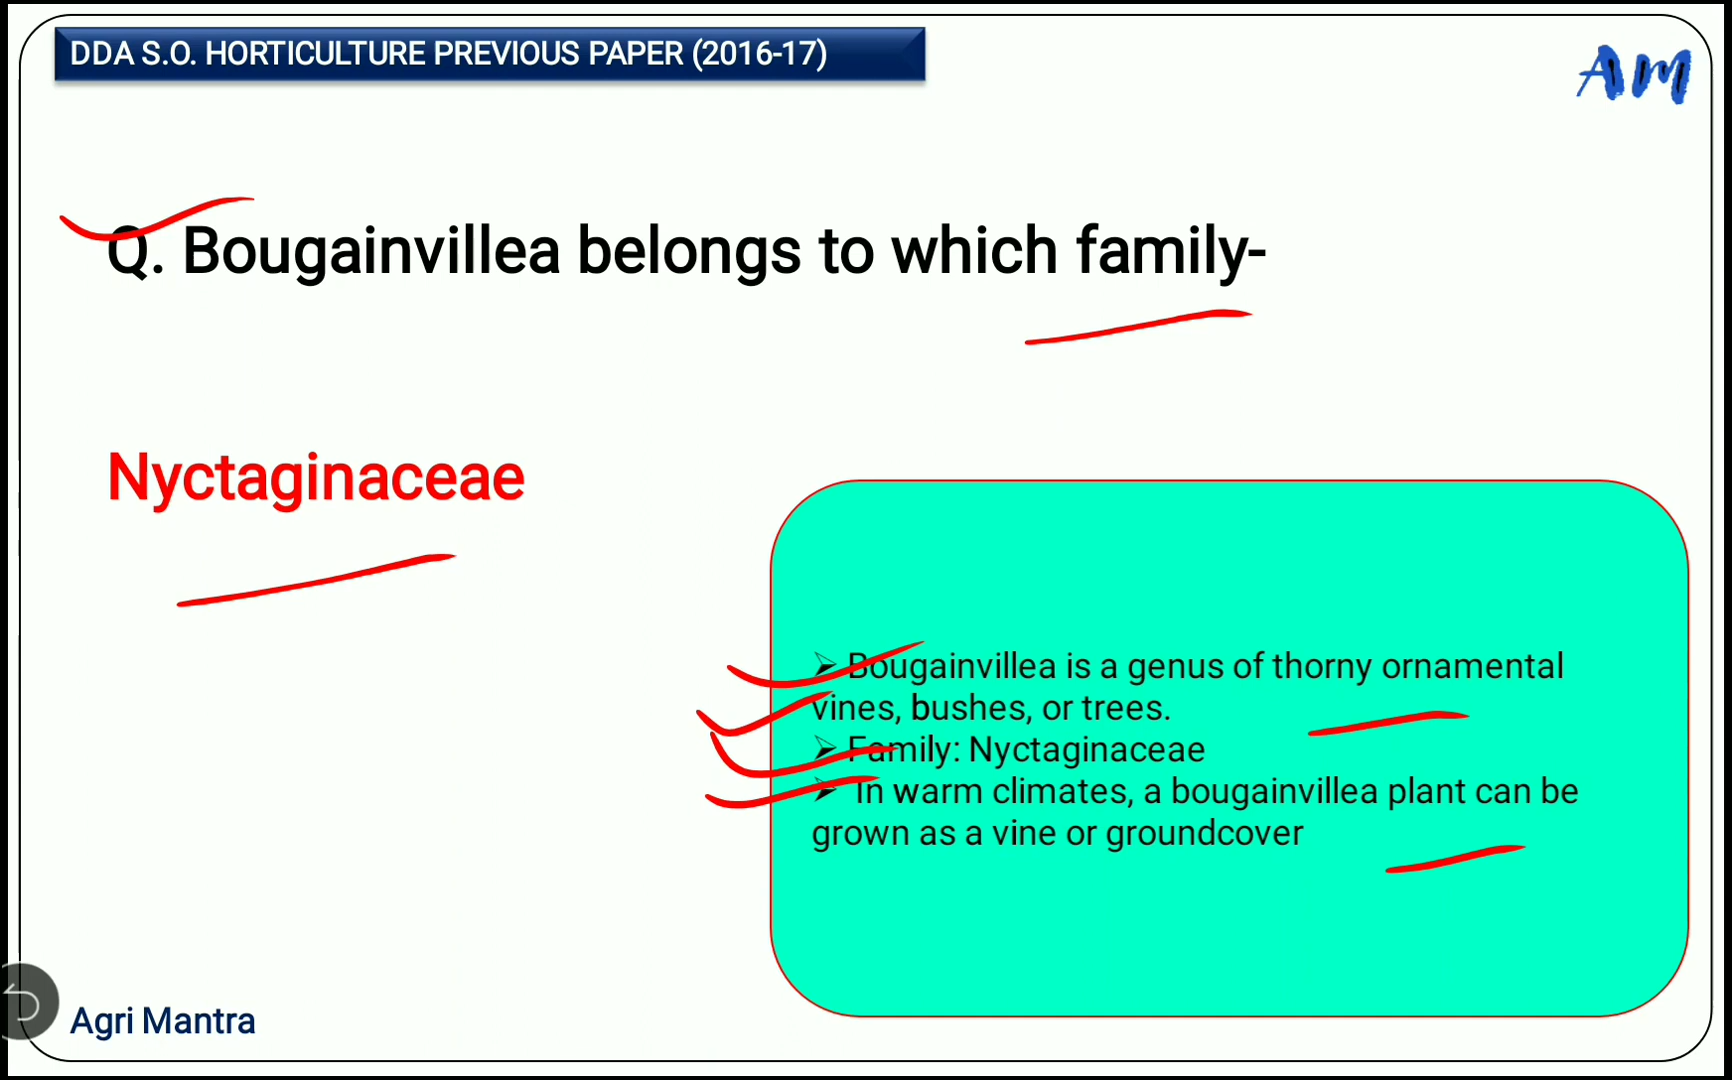 DDA S.O. HORTICULTURE PREVIOUS PAPER (2016-17)
AM
Q. Bougainvillea belongs to which family-
Nyctaginaceae
➢ Bougainvillea is a genus of thorny ornamental
vines, bushes, or trees.
➢ Family: Nyctaginaceae
➢ In warm climates, a bougainvillea plant can be
grown as a vine or groundcover
Agri Mantra